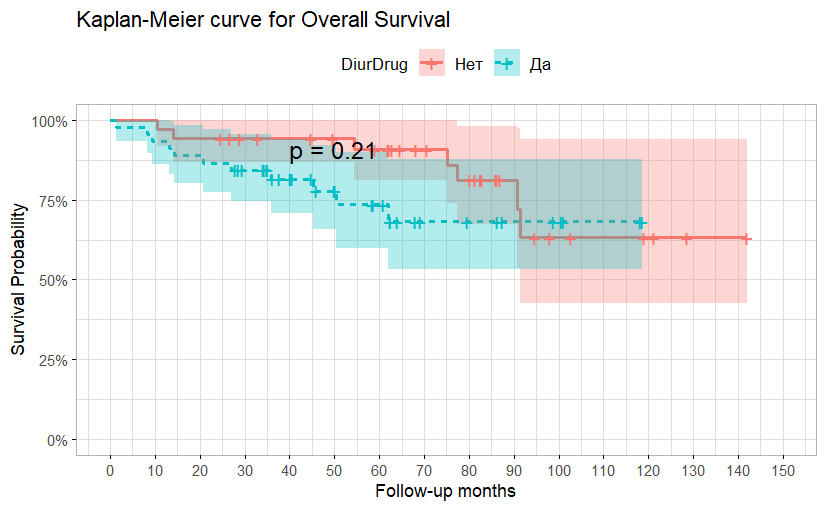 Kaplan-Meier curve for Overall Survival
DiurDrug Нет Да
100%
75%
50%
25%
0%
p = 0.21
Survival Probability
0 10 20 30 40 50 60 70 80 90 100 110 120 130 140 150
Follow-up months